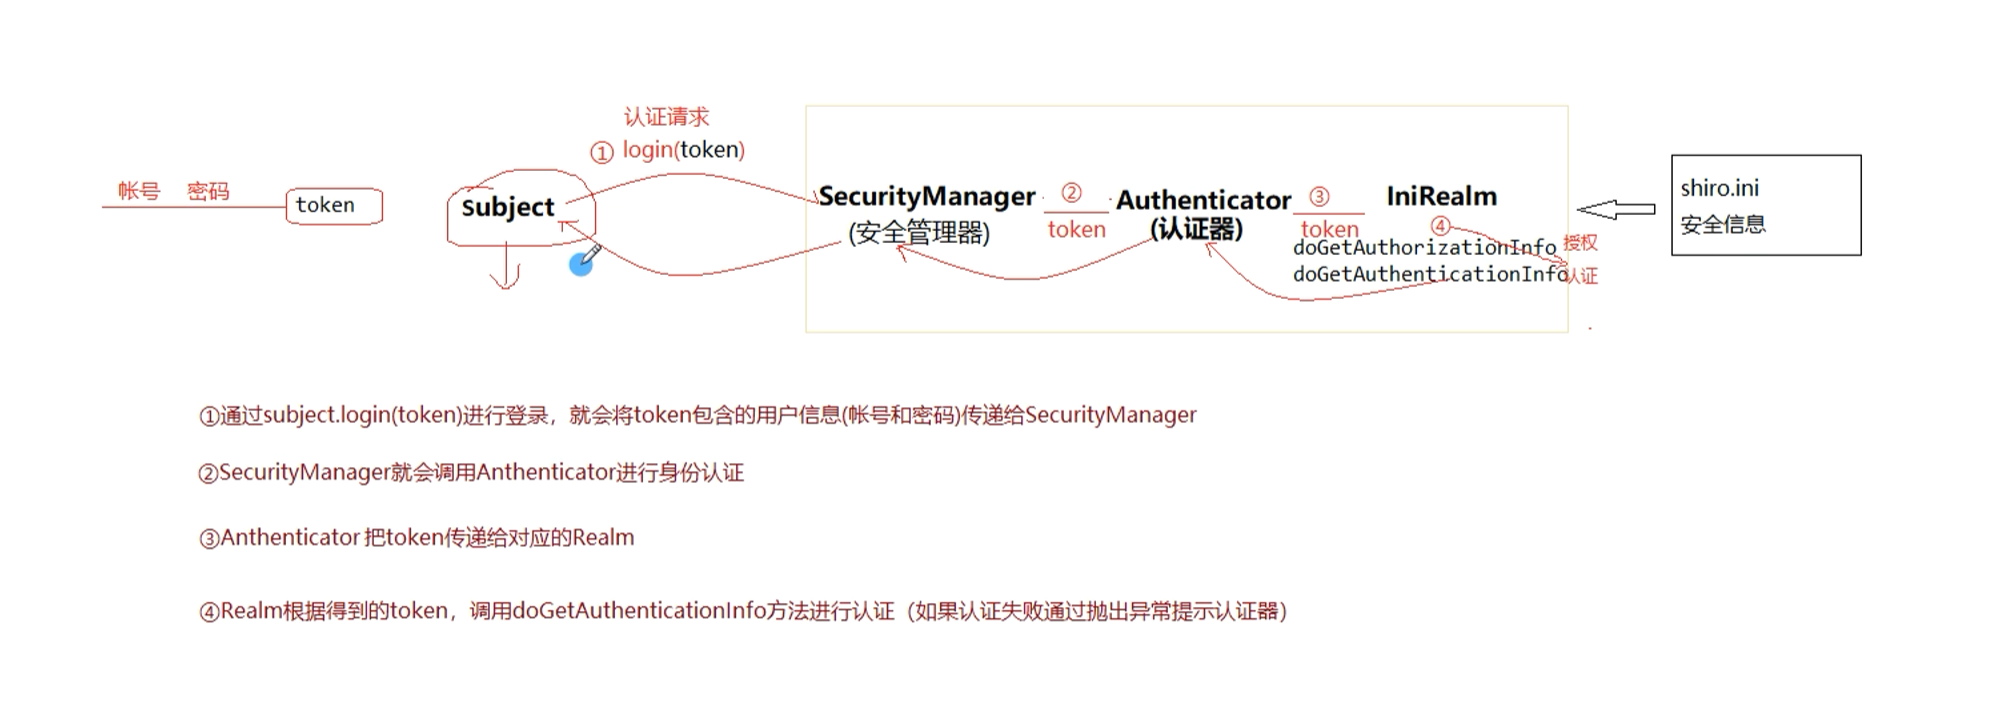 认证请求
① login(token)
帐号 密码
token
Subject
SecurityManager
(安全管理器)
②
token
Authenticator
(认证器)
③
token
IniRealm
④
doGetAuthorizationInfo 授权
doGetAuthenticationInfo 认证
shiro.ini
安全信息
①通过subject.login(token)进行登录，就会将token包含的用户信息(帐号和密码)传递给SecurityManager
②SecurityManager就会调用Anthenticator进行身份认证
③Anthenticator 把token传递给对应的Realm
④Realm根据得到的token，调用doGetAuthenticationInfo方法进行认证（如果认证失败通过抛出异常提示认证器）